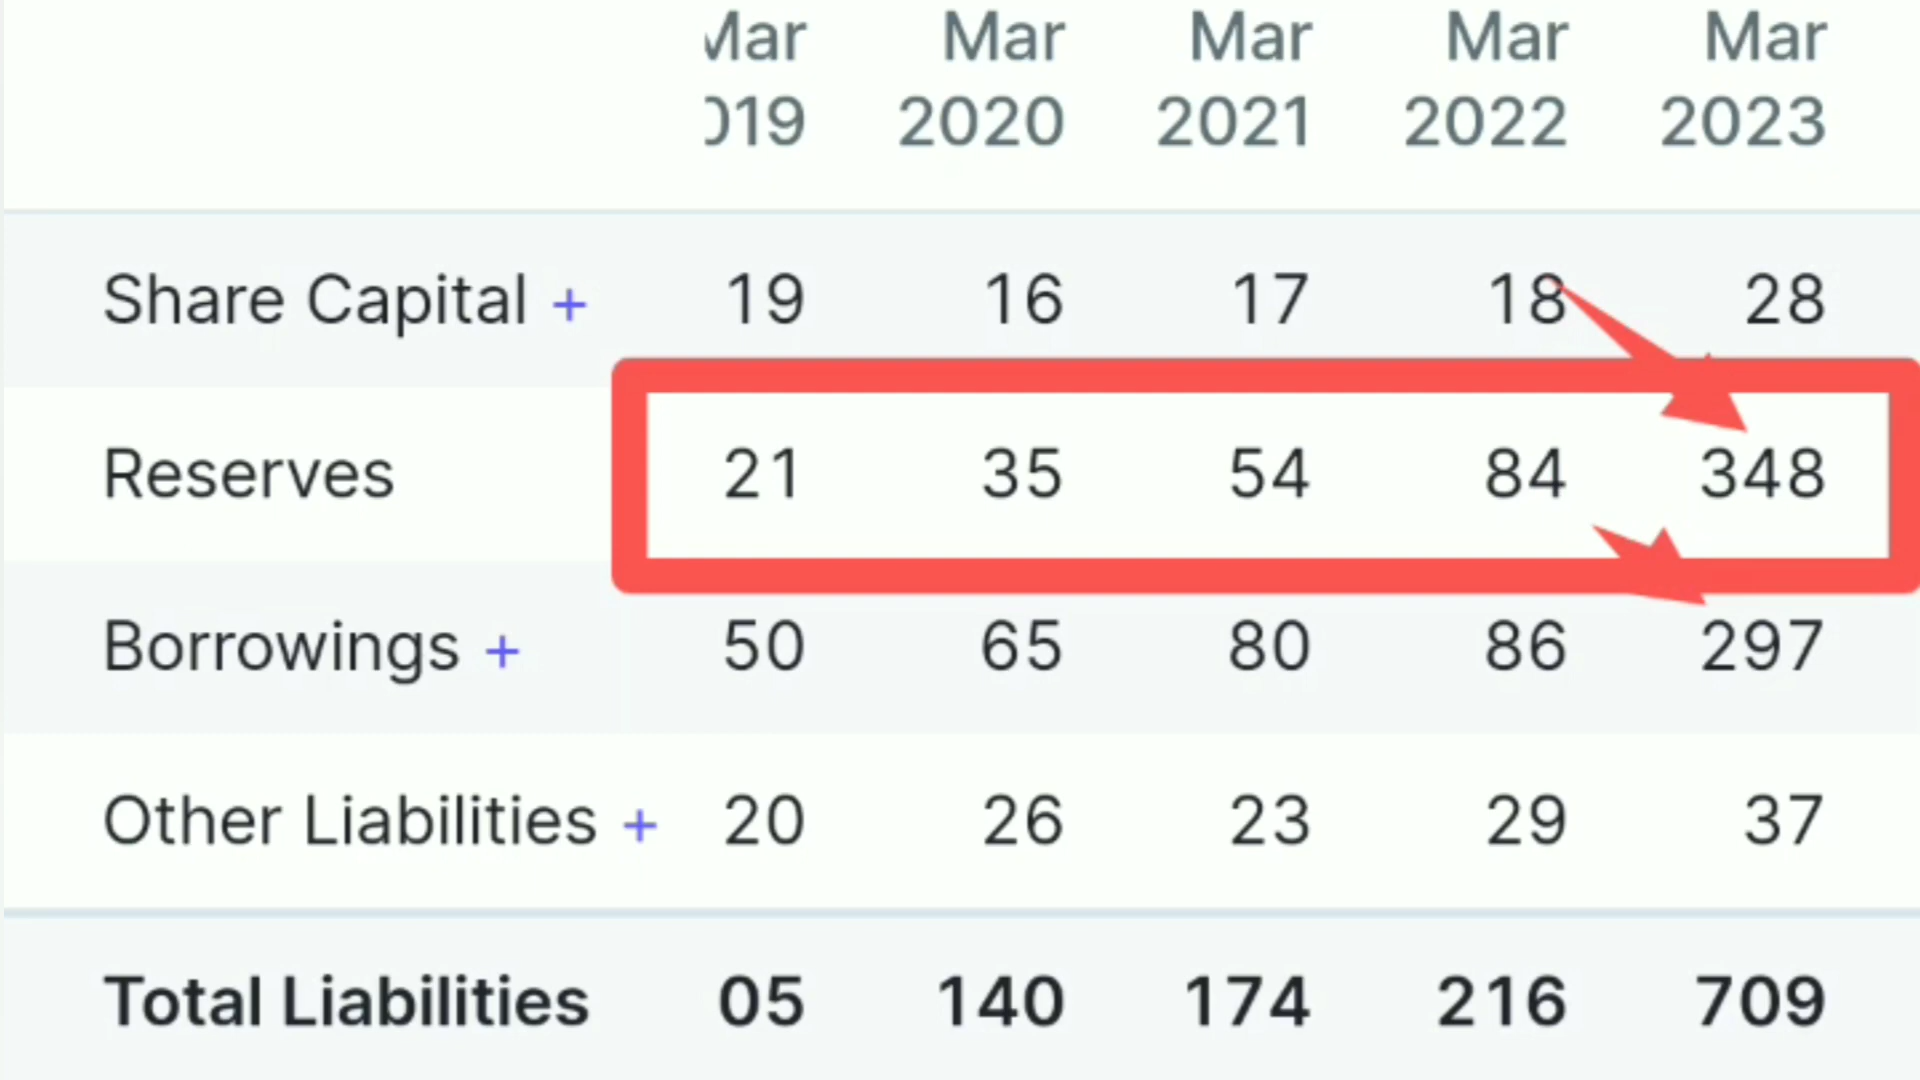 Mar Mar Mar Mar Mar
019 2020 2021 2022 2023
Share Capital + 19 16 17 18 28
Reserves 21 35 54 84 348
Borrowings + 50 65 80 86 297
Other Liabilities + 20 26 23 29 37
Total Liabilities 05 140 174 216 709